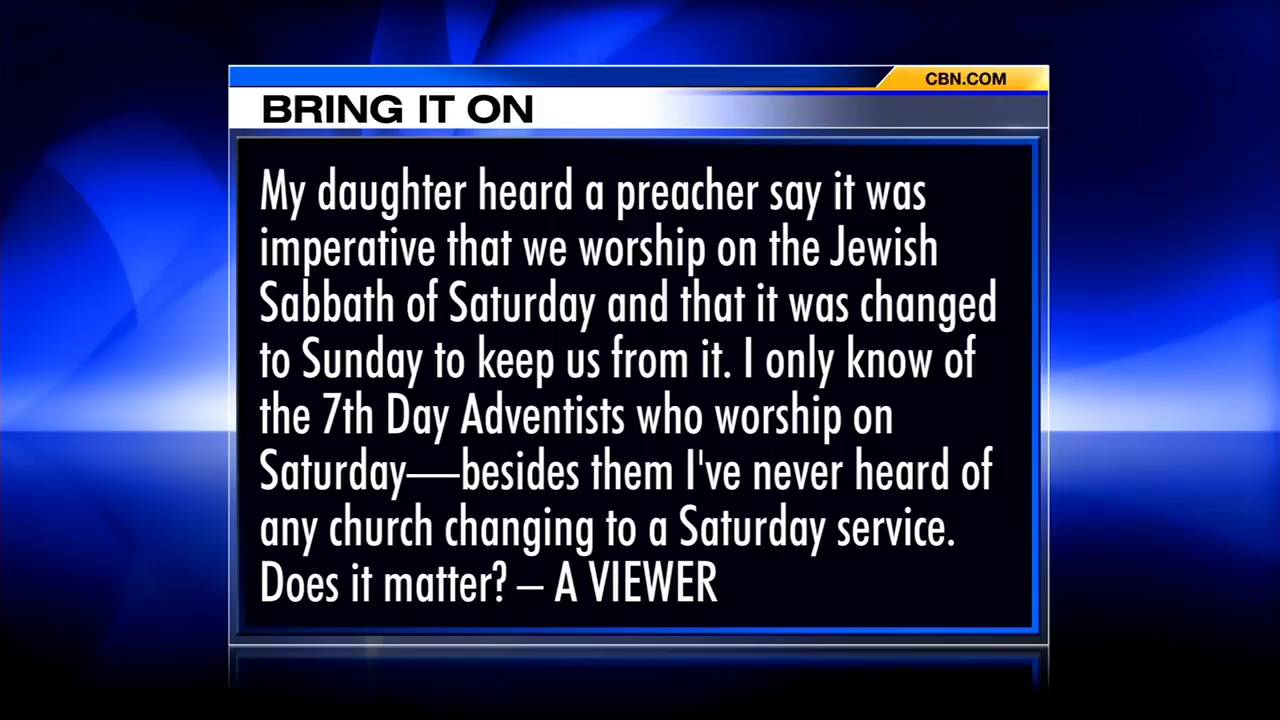 CBN.COM
BRING IT ON
My daughter heard a preacher say it was
imperative that we worship on the Jewish
Sabbath of Saturday and that it was changed
to Sunday to keep us from it. I only know of
the 7th Day Adventists who worship on
Saturday—besides them I've never heard of
any church changing to a Saturday service.
Does it matter? – A VIEWER